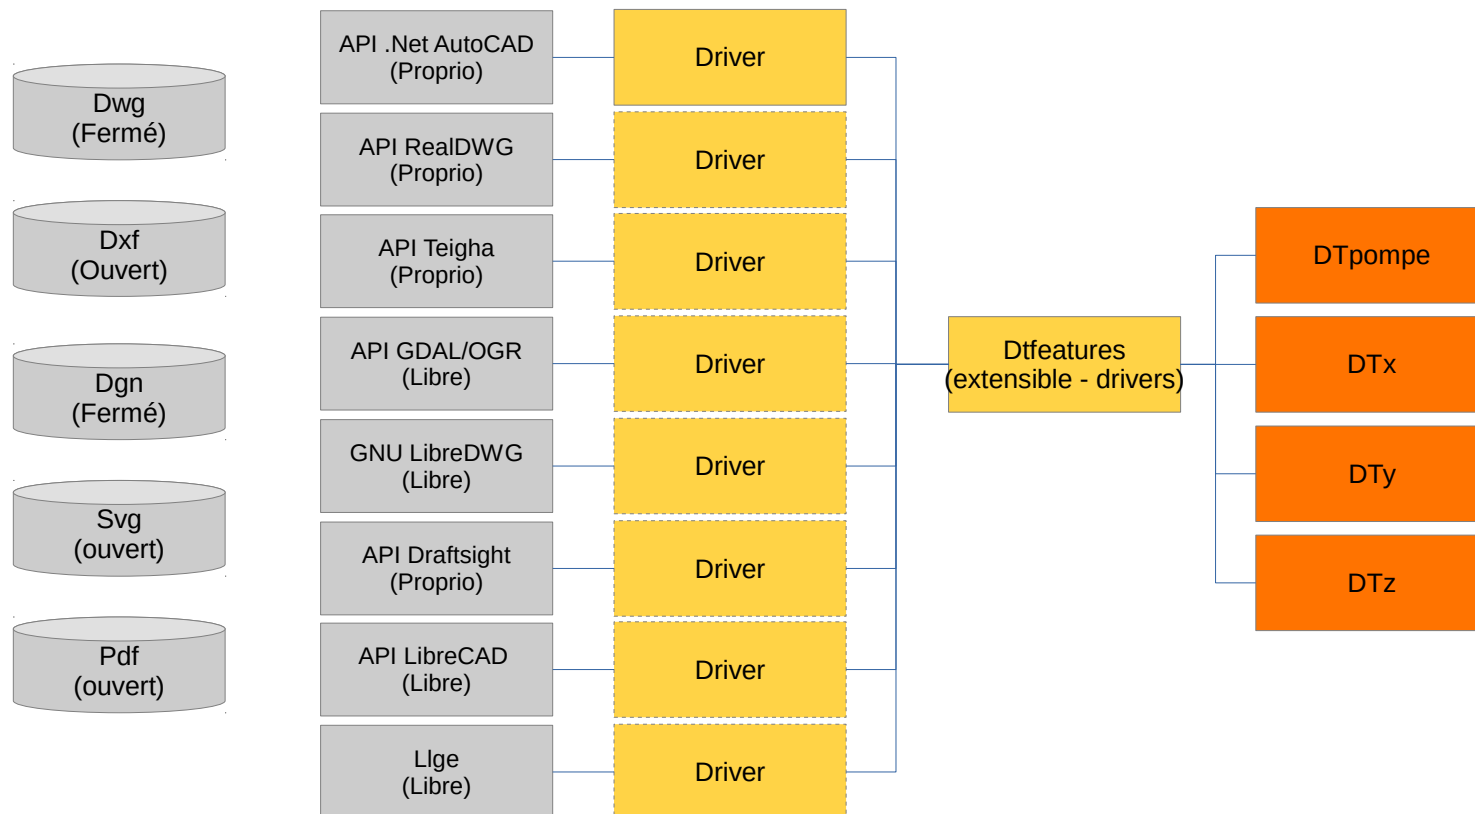 Dwg
(Fermé)
Dxf
(Ouvert)
Dgn
(Fermé)
Svg
(ouvert)
Pdf
(ouvert)
API .Net AutoCAD
(Proprio)
API RealDWG
(Proprio)
API Teigha
(Proprio)
API GDAL/OGR
(Libre)
GNU LibreDWG
(Libre)
API Draftsight
(Proprio)
API LibreCAD
(Libre)
Llge
(Libre)
Driver
Driver
Driver
Driver
Driver
Driver
Driver
Driver
Dtfeatures
(extensible - drivers)
DTpompe
DTx
DTy
DTz